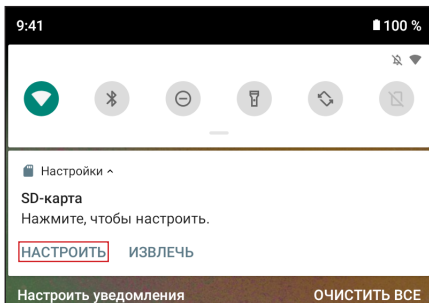 9:41 100 %
Настройки
SD-карта
Нажмите, чтобы настроить.
НАСТРОИТЬ ИЗВЛЕЧЬ
Настроить уведомления ОЧИСТИТЬ ВСЕ